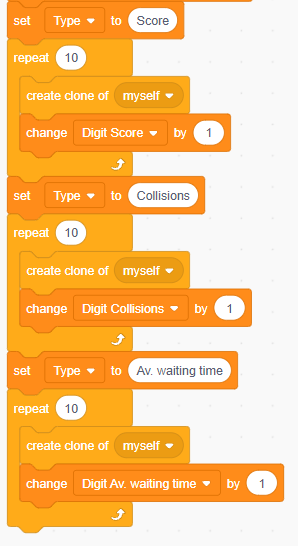 set Type to Score
repeat 10
create clone of myself
change Digit Score by 1
set Type to Collisions
repeat 10
create clone of myself
change Digit Collisions by 1
set Type to Av. waiting time
repeat 10
create clone of myself
change Digit Av. waiting time by 1